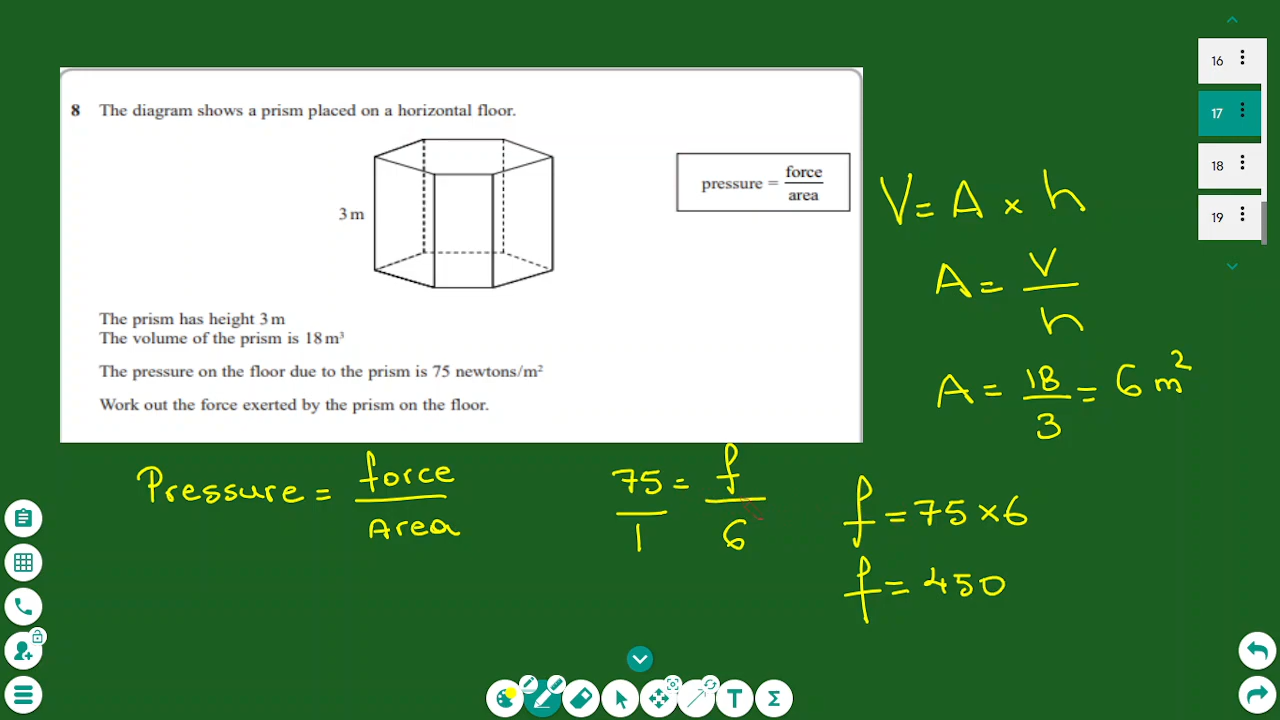 16
17
18
19
8 The diagram shows a prism placed on a horizontal floor.
3 m
pressure = force / area
The prism has height 3 m
The volume of the prism is 18 m³
The pressure on the floor due to the prism is 75 newtons/m²
Work out the force exerted by the prism on the floor.
V = A × h
A = V / h
A = 18 / 3 = 6 m²
Pressure = force / Area
75 / 1 = f / 6
f = 75 × 6
f = 450
T Σ